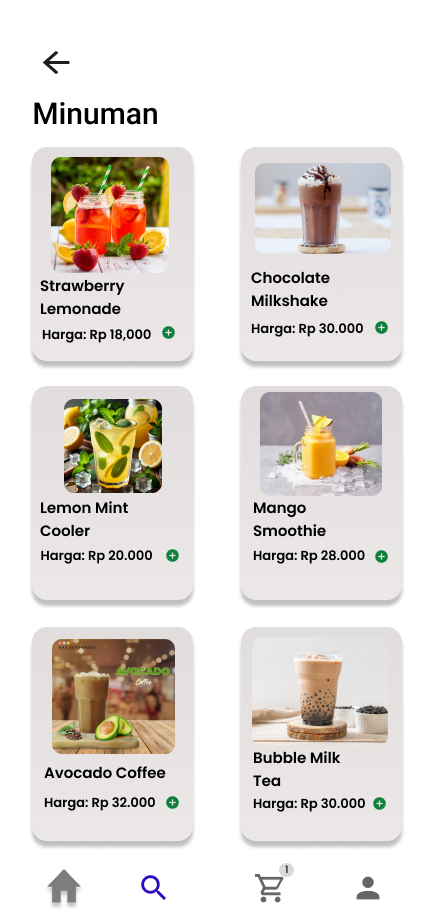 Minuman
Strawberry
Lemonade
Harga: Rp 18,000
Chocolate
Milkshake
Harga: Rp 30.000
Lemon Mint
Cooler
Harga: Rp 20.000
Mango
Smoothie
Harga: Rp 28.000
AVOCADO
Coffee
Avocado Coffee
Harga: Rp 32.000
Bubble Milk
Tea
Harga: Rp 30.000
1